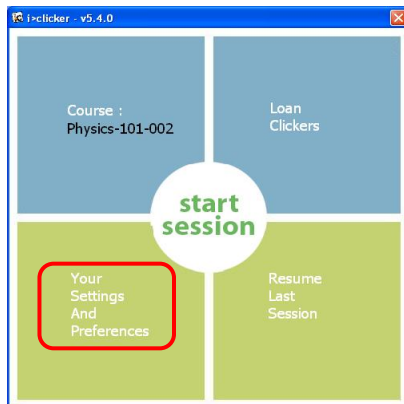 i>clicker - v5.4.0
Course :
Physics-101-002
Loan
Clickers
start
session
Your
Settings
And
Preferences
Resume
Last
Session